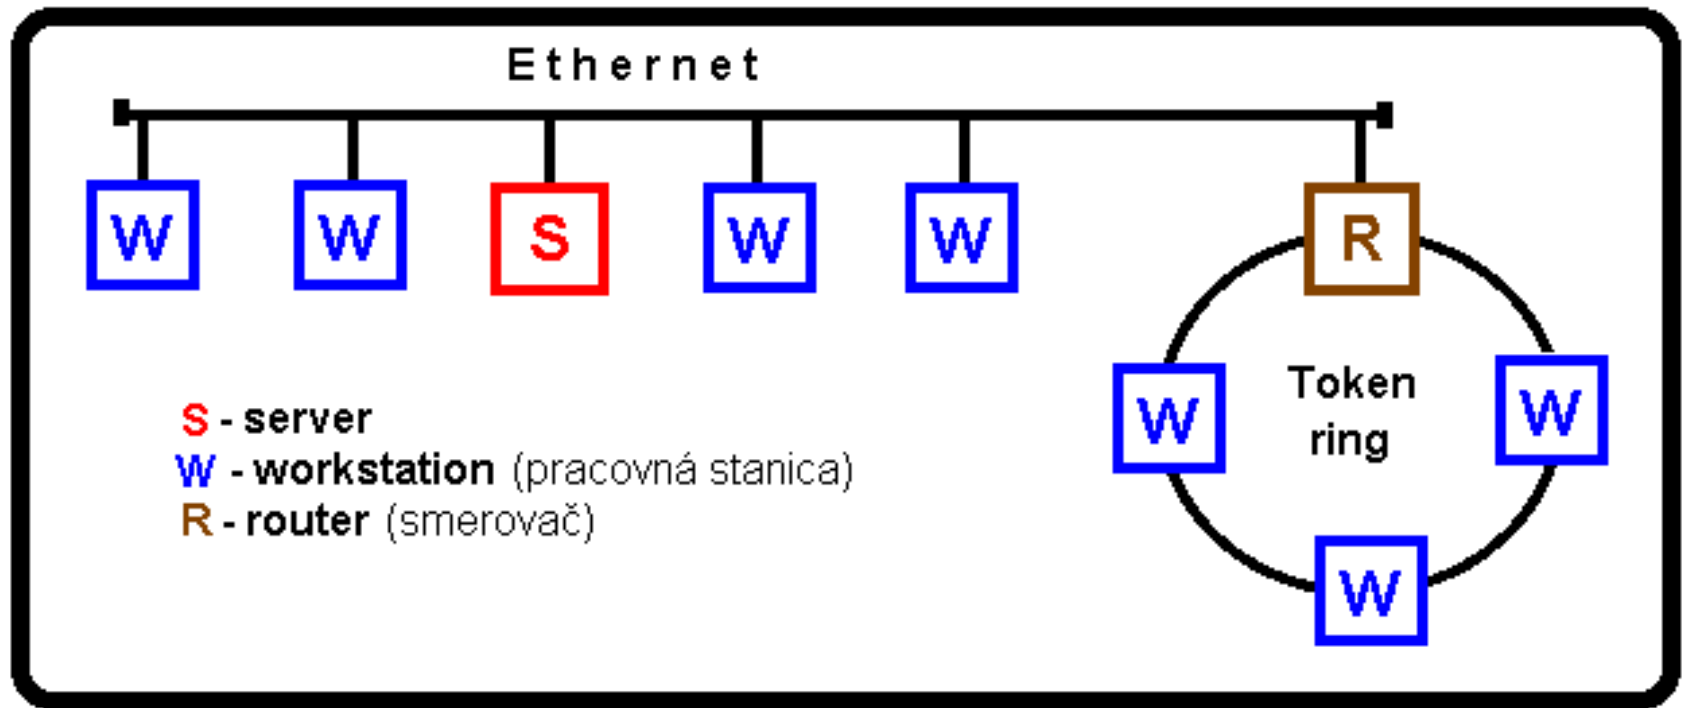 Ethernet
W W S W W R
W Token ring W
W
S - server
W - workstation (pracovná stanica)
R - router (smerovač)